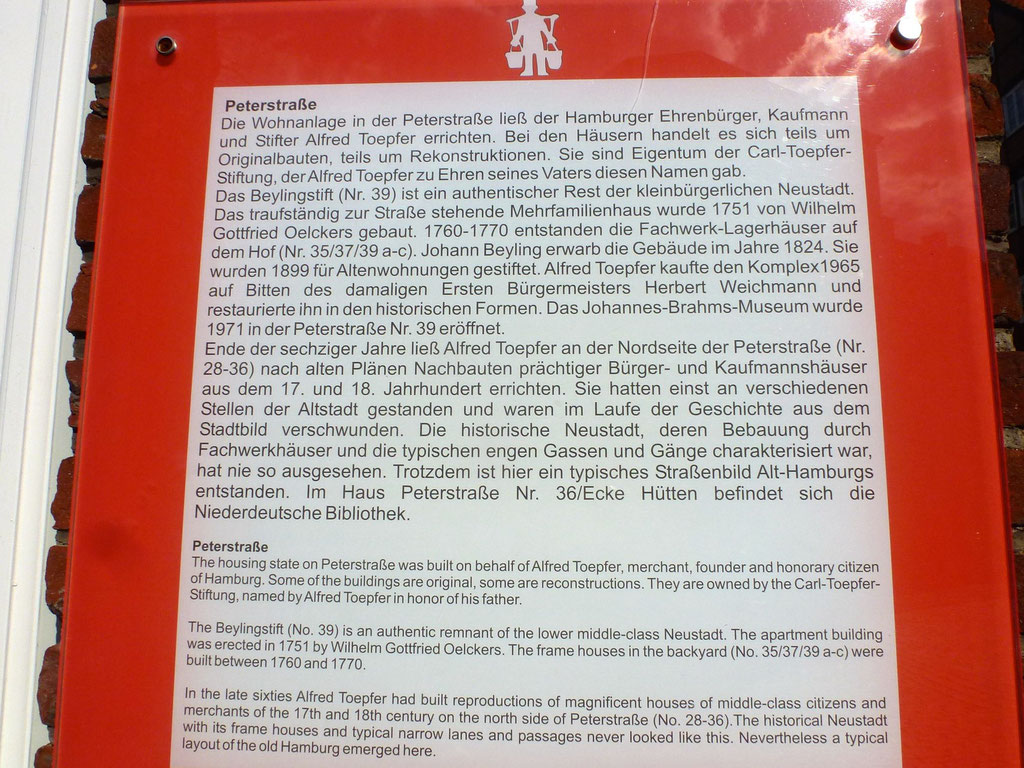 Peterstraße
Die Wohnanlage in der Peterstraße ließ der Hamburger Ehrenbürger, Kaufmann
und Stifter Alfred Toepfer errichten. Bei den Häusern handelt es sich teils um
Originalbauten, teils um Rekonstruktionen. Sie sind Eigentum der Carl-Toepfer-
Stiftung, der Alfred Toepfer zu Ehren seines Vaters diesen Namen gab.
Das Beylingstift (Nr. 39) ist ein authentischer Rest der kleinbürgerlichen Neustadt.
Das traufständig zur Straße stehende Mehrfamilienhaus wurde 1751 von Wilhelm
Gottfried Oelckers gebaut. 1760-1770 entstanden die Fachwerk-Lagerhäuser auf
dem Hof (Nr. 35/37/39 a-c). Johann Beyling erwarb die Gebäude im Jahre 1824. Sie
wurden 1899 für Altenwohnungen gestiftet. Alfred Toepfer kaufte den Komplex1965
auf Bitten des damaligen Ersten Bürgermeisters Herbert Weichmann und
restaurierte ihn in den historischen Formen. Das Johannes-Brahms-Museum wurde
1971 in der Peterstraße Nr. 39 eröffnet.
Ende der sechziger Jahre ließ Alfred Toepfer an der Nordseite der Peterstraße (Nr.
28-36) nach alten Plänen Nachbauten prächtiger Bürger- und Kaufmannshäuser
aus dem 17. und 18. Jahrhundert errichten. Sie hatten einst an verschiedenen
Stellen der Altstadt gestanden und waren im Laufe der Geschichte aus dem
Stadtbild verschwunden. Die historische Neustadt, deren Bebauung durch
Fachwerkhäuser und die typischen engen Gassen und Gänge charakterisiert war,
hat nie so ausgesehen. Trotzdem ist hier ein typisches Straßenbild Alt-Hamburgs
entstanden. Im Haus Peterstraße Nr. 36/Ecke Hütten befindet sich die
Niederdeutsche Bibliothek.
Peterstraße
The housing state on Peterstraße was built on behalf of Alfred Toepfer, merchant, founder and honorary citizen
of Hamburg. Some of the buildings are original, some are reconstructions. They are owned by the Carl-Toepfer-
Stiftung, named by Alfred Toepfer in honor of his father.
The Beylingstift (No. 39) is an authentic remnant of the lower middle-class Neustadt. The apartment building
was erected in 1751 by Wilhelm Gottfried Oelckers. The frame houses in the backyard (No. 35/37/39 a-c) were
built between 1760 and 1770.
In the late sixties Alfred Toepfer had built reproductions of magnificent houses of middle-class citizens and
merchants of the 17th and 18th century on the north side of Peterstraße (No. 28-36).The historical Neustadt
with its frame houses and typical narrow lanes and passages never looked like this. Nevertheless a typical
layout of the old Hamburg emerged here.